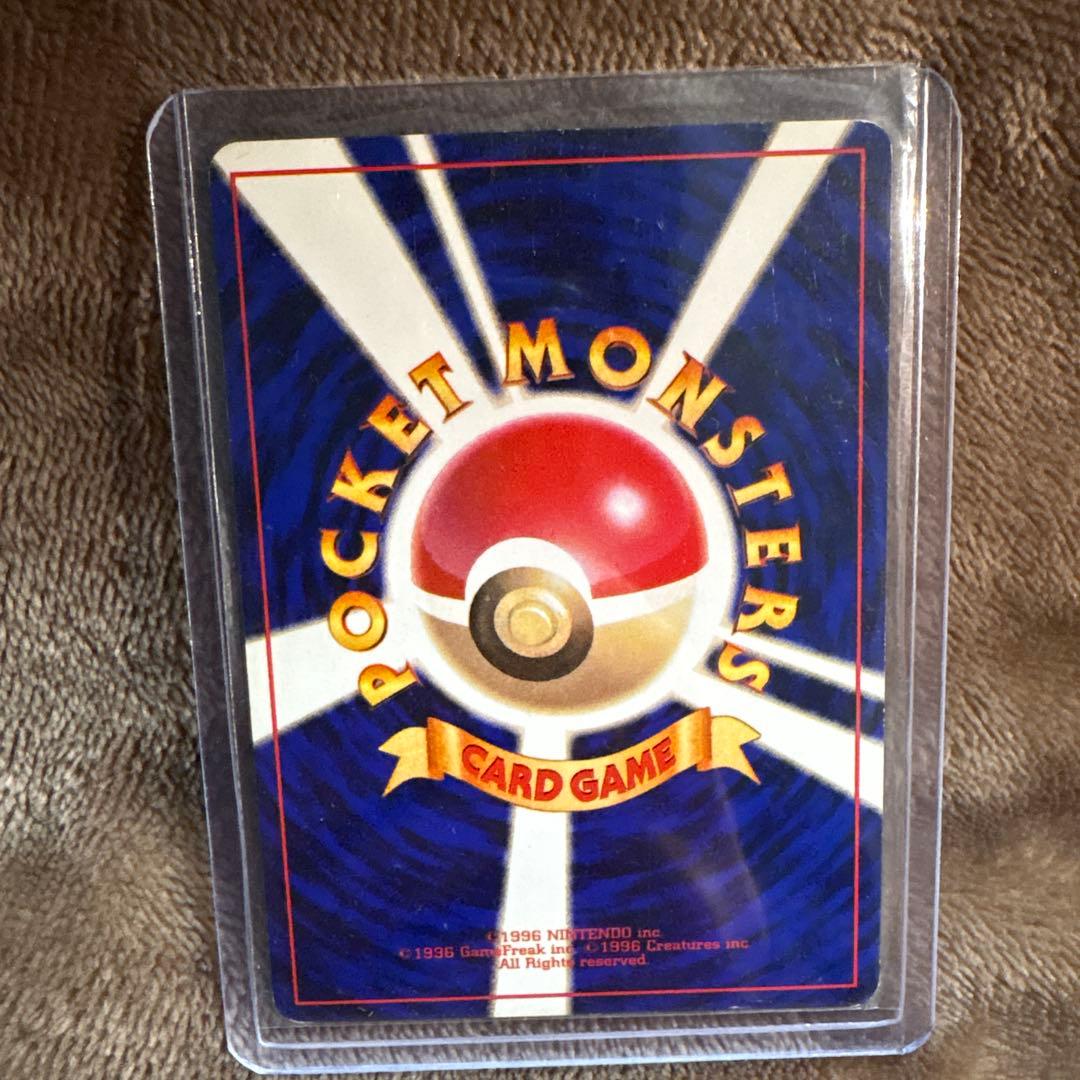 POCKET MONSTERS
CARD GAME
©1996 NINTENDO inc.
©1996 GameFreak inc. ©1996 Creatures inc.
All Rights reserved.